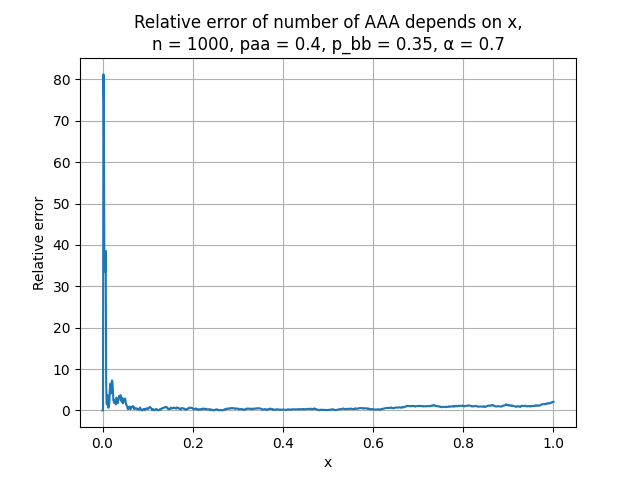 Relative error of number of AAA depends on x,
n = 1000, paa = 0.4, p_bb = 0.35, α = 0.7
80
70
60
50
40
30
20
10
0
Relative error
0.0 0.2 0.4 0.6 0.8 1.0
x